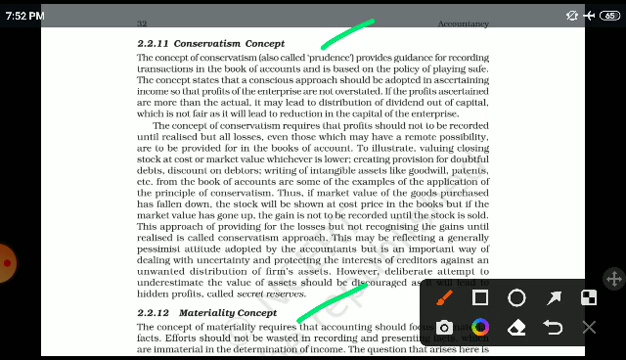 7:52 PM
65
32
Accountancy
2.2.11 Conservatism Concept
The concept of conservatism (also called 'prudence') provides guidance for recording
transactions in the book of accounts and is based on the policy of playing safe.
The concept states that a conscious approach should be adopted in ascertaining
income so that profits of the enterprise are not overstated. If the profits ascertained
are more than the actual, it may lead to distribution of dividend out of capital,
which is not fair as it will lead to reduction in the capital of the enterprise.
The concept of conservatism requires that profits should not to be recorded
until realised but all losses, even those which may have a remote possibility,
are to be provided for in the books of account. To illustrate, valuing closing
stock at cost or market value whichever is lower; creating provision for doubtful
debts, discount on debtors; writing of intangible assets like goodwill, patents,
etc. from the book of accounts are some of the examples of the application of
the principle of conservatism. Thus, if market value of the goods purchased
has fallen down, the stock will be shown at cost price in the books but if the
market value has gone up, the gain is not to be recorded until the stock is sold.
This approach of providing for the losses but not recognising the gains until
realised is called conservatism approach. This may be reflecting a generally
pessimist attitude adopted by the accountants but is an important way of
dealing with uncertainty and protecting the interests of creditors against an
unwanted distribution of firm's assets. However, deliberate attempt to
underestimate the value of assets should be discouraged as it will lead to
hidden profits, called secret reserves.
2.2.12 Materiality Concept
The concept of materiality requires that accounting should focus
facts. Efforts should not be wasted in recording and presenting facts, which
are immaterial in the determination of income. The question that arises here is